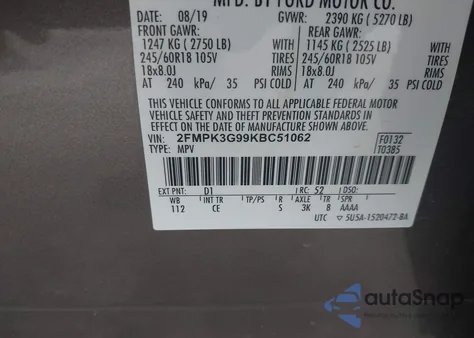 MFD. BY FORD MOTOR CO.
DATE: 08/19 GVWR: 2390 KG ( 5270 LB)
FRONT GAWR: REAR GAWR:
1247 KG ( 2750 LB) WITH 1145 KG ( 2525 LB) WITH
245/60R18 105V TIRES 245/60R18 105V TIRES
18x8.0J RIMS 18x8.0J RIMS
AT 240 kPa/ 35 PSI COLD AT 240 kPa/ 35 PSI COLD
THIS VEHICLE CONFORMS TO ALL APPLICABLE FEDERAL MOTOR
VEHICLE SAFETY AND THEFT PREVENTION STANDARDS IN
EFFECT ON THE DATE OF MANUFACTURE SHOWN ABOVE.
VIN: 2FMPK3G99KBC51062 F0132
TYPE: MPV T0385
EXT PNT: D1 RC: 52 DSO:
WB INT TR TP/PS R AXLE TR SPR
112 CE S 3K 8 AAAA
UTC 5U5A-1520472-BA
autoSnap